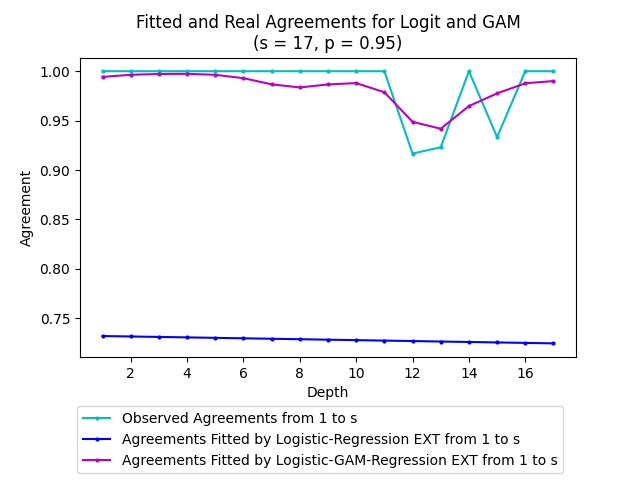 Fitted and Real Agreements for Logit and GAM
(s = 17, p = 0.95)
Agreement
1.00
0.95
0.90
0.85
0.80
0.75
2 4 6 8 10 12 14 16
Depth
Observed Agreements from 1 to s
Agreements Fitted by Logistic-Regression EXT from 1 to s
Agreements Fitted by Logistic-GAM-Regression EXT from 1 to s